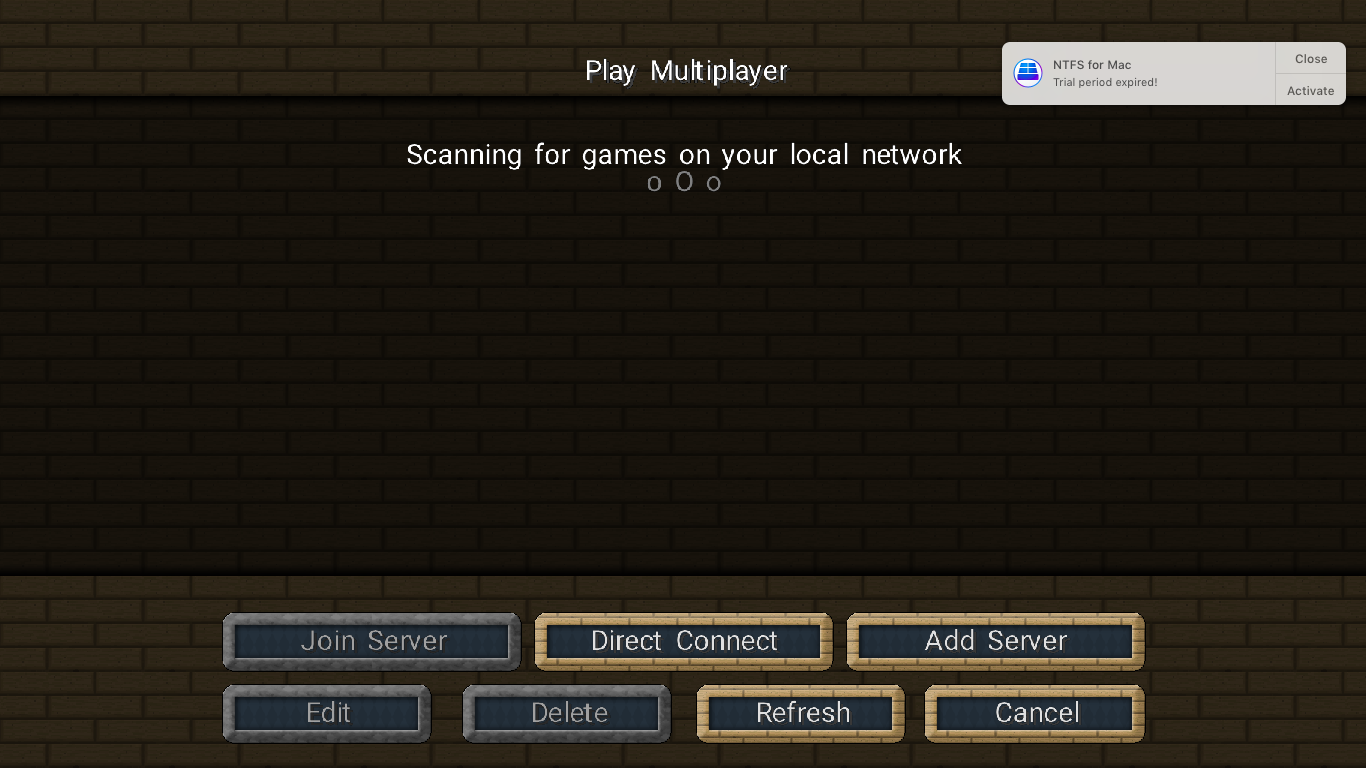 Play Multiplayer
NTFS for Mac
Trial period expired!
Close
Activate
Scanning for games on your local network
o O o
Join Server
Direct Connect
Add Server
Edit
Delete
Refresh
Cancel